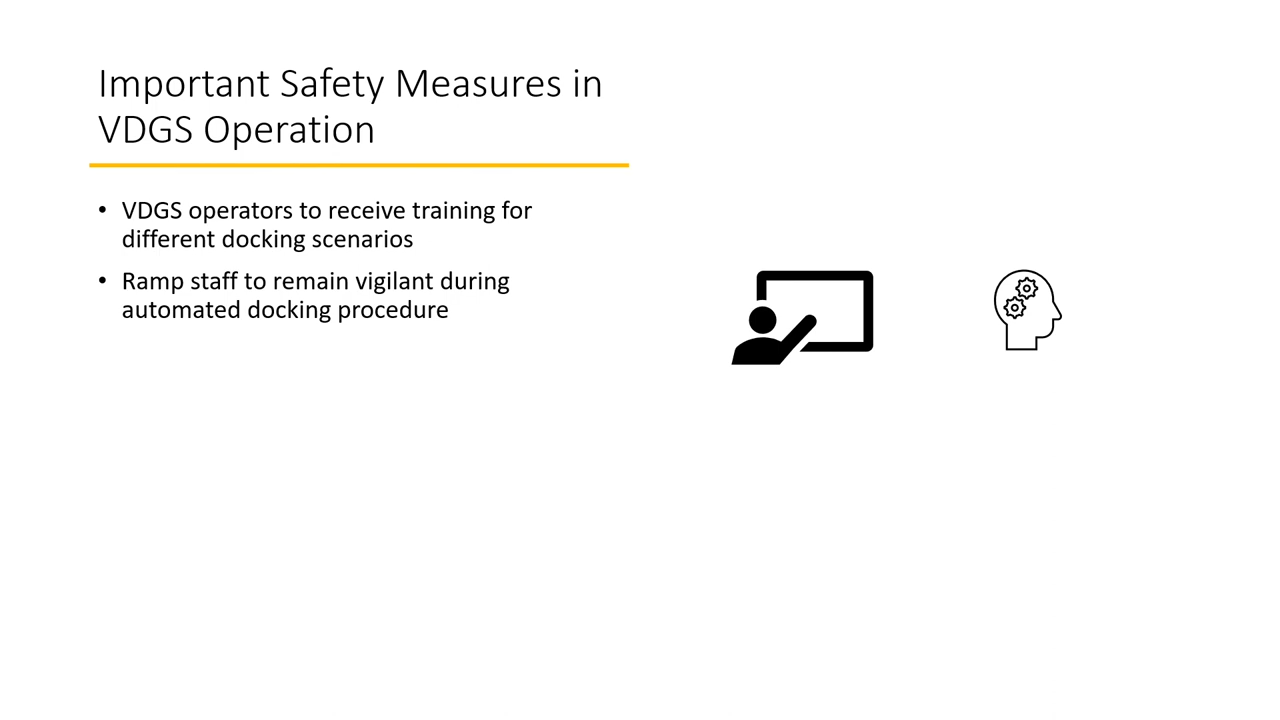 Important Safety Measures in
VDGS Operation
• VDGS operators to receive training for
different docking scenarios
• Ramp staff to remain vigilant during
automated docking procedure